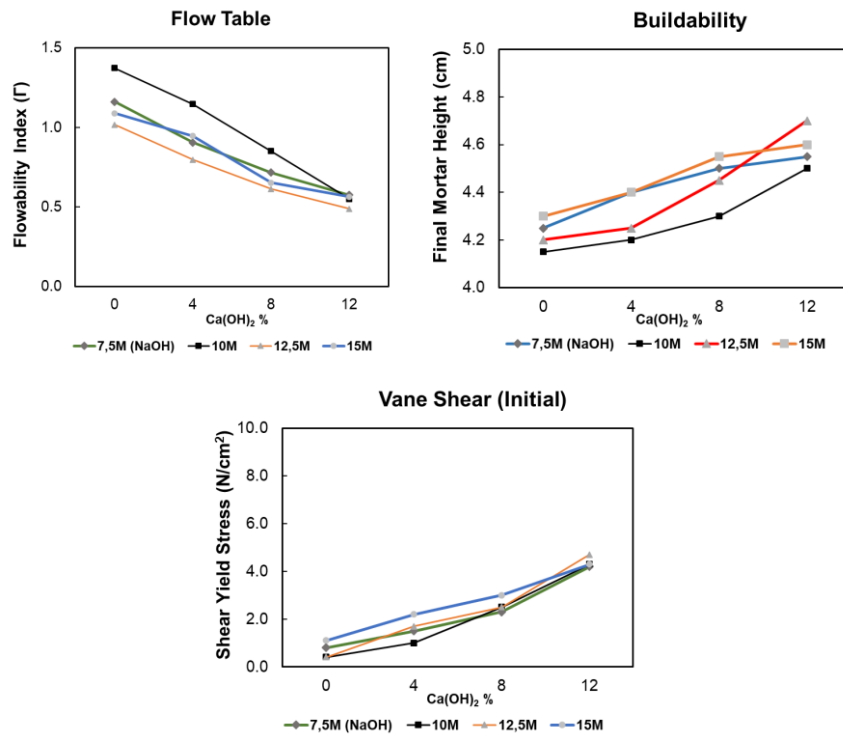 Flow Table
Flowability Index (Γ)
1.5
1.0
0.5
0.0
0 4 8 12
Ca(OH)₂ %
7,5M (NaOH) 10M 12,5M 15M
Buildability
Final Mortar Height (cm)
5.0
4.8
4.6
4.4
4.2
4.0
0 4 8 12
Ca(OH)₂ %
7,5M (NaOH) 10M 12,5M 15M
Vane Shear (Initial)
Shear Yield Stress (N/cm²)
10.0
8.0
6.0
4.0
2.0
0.0
0 4 8 12
Ca(OH)₂ %
7,5M (NaOH) 10M 12,5M 15M